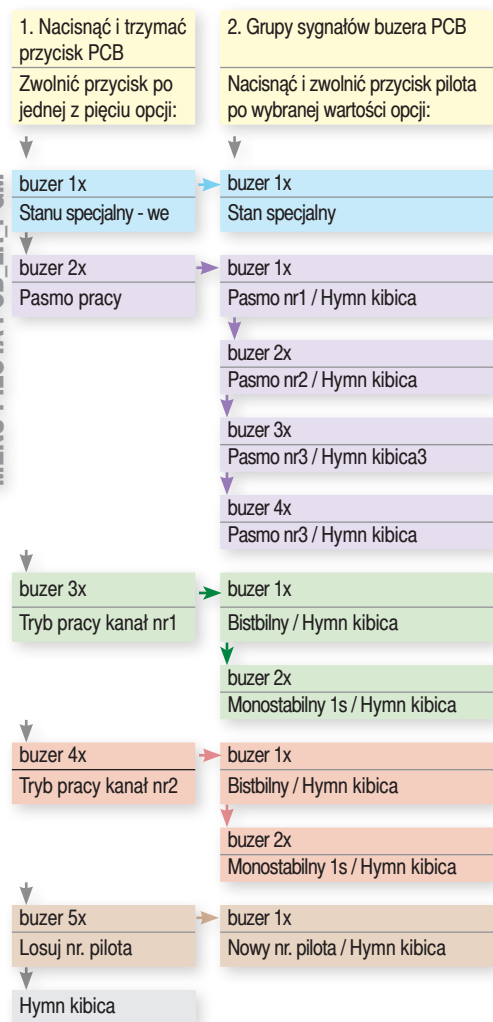 1. Nacisnąć i trzymać
przycisk PCB
Zwolnić przycisk po
jednej z pięciu opcji:
2. Grupy sygnałów buzera PCB
Nacisnąć i zwolnić przycisk pilota
po wybranej wartości opcji:
buzer 1x
Stanu specjalny - we
buzer 1x
Stan specjalny
buzer 2x
Pasmo pracy
buzer 1x
Pasmo nr1 / Hymn kibica
buzer 2x
Pasmo nr2 / Hymn kibica
buzer 3x
Pasmo nr3 / Hymn kibica3
buzer 4x
Pasmo nr3 / Hymn kibica
buzer 3x
Tryb pracy kanał nr1
buzer 1x
Bistbilny / Hymn kibica
buzer 2x
Monostabilny 1s / Hymn kibica
buzer 4x
Tryb pracy kanał nr2
buzer 1x
Bistbilny / Hymn kibica
buzer 2x
Monostabilny 1s / Hymn kibica
buzer 5x
Losuj nr. pilota
buzer 1x
Nowy nr. pilota / Hymn kibica
Hymn kibica